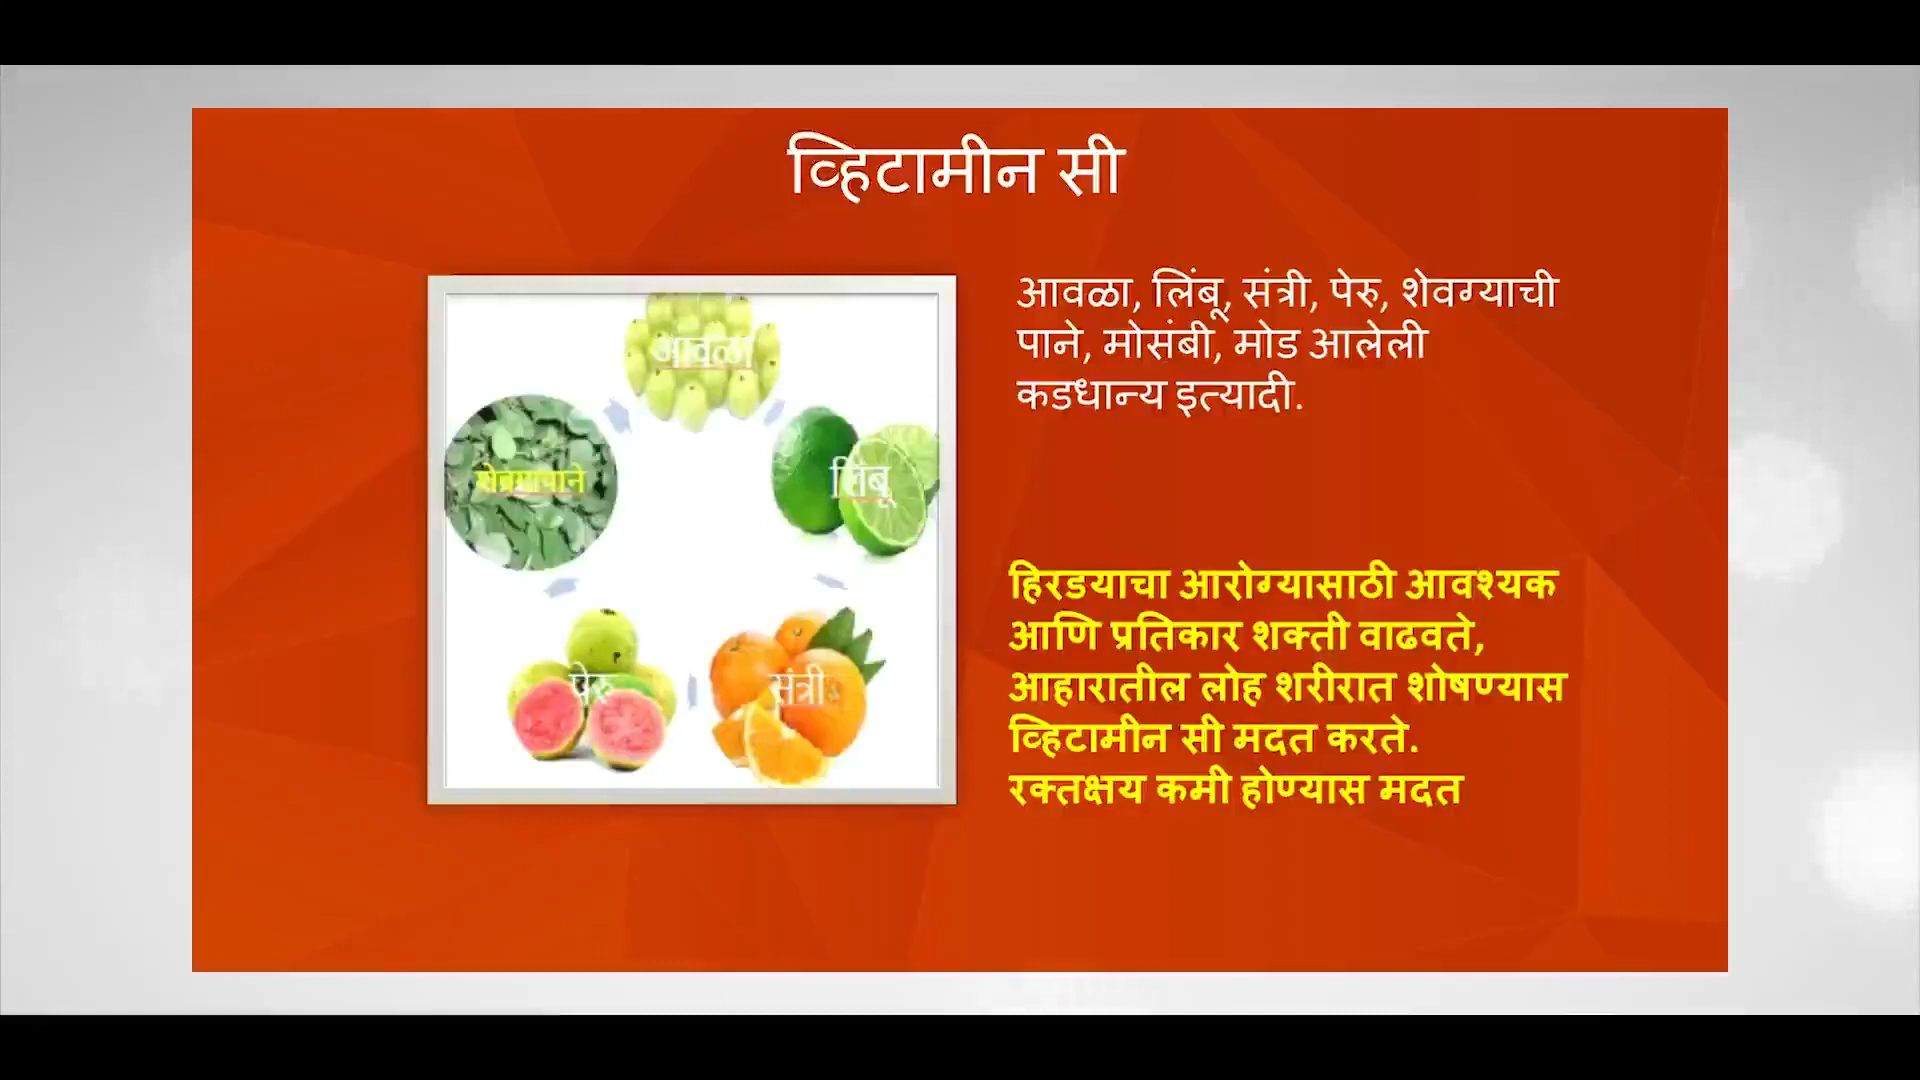 व्हिटामीन सी
आवळा, लिंबू, संत्री, पेरु, शेवग्याची
पाने, मोसंबी, मोड आलेली
कडधान्य इत्यादी.
आवळा
लिंबू
संत्री
पेरु
हिरडयाचा आरोग्यासाठी आवश्यक
आणि प्रतिकार शक्ती वाढवते,
आहारातील लोह शरीरात शोषण्यास
व्हिटामीन सी मदत करते.
रक्तक्षय कमी होण्यास मदत